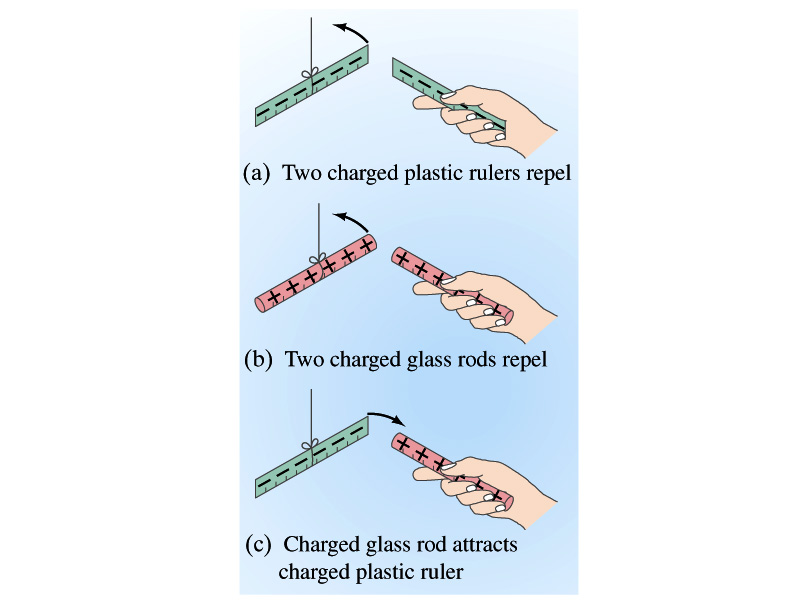 (a) Two charged plastic rulers repel
(b) Two charged glass rods repel
(c) Charged glass rod attracts
charged plastic ruler